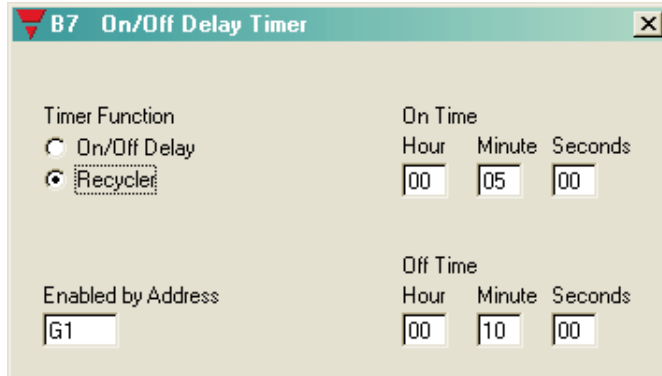 B7 On/Off Delay Timer
Timer Function
On/Off Delay
Recycler
On Time
Hour Minute Seconds
00 05 00
Enabled by Address
G1
Off Time
Hour Minute Seconds
00 10 00